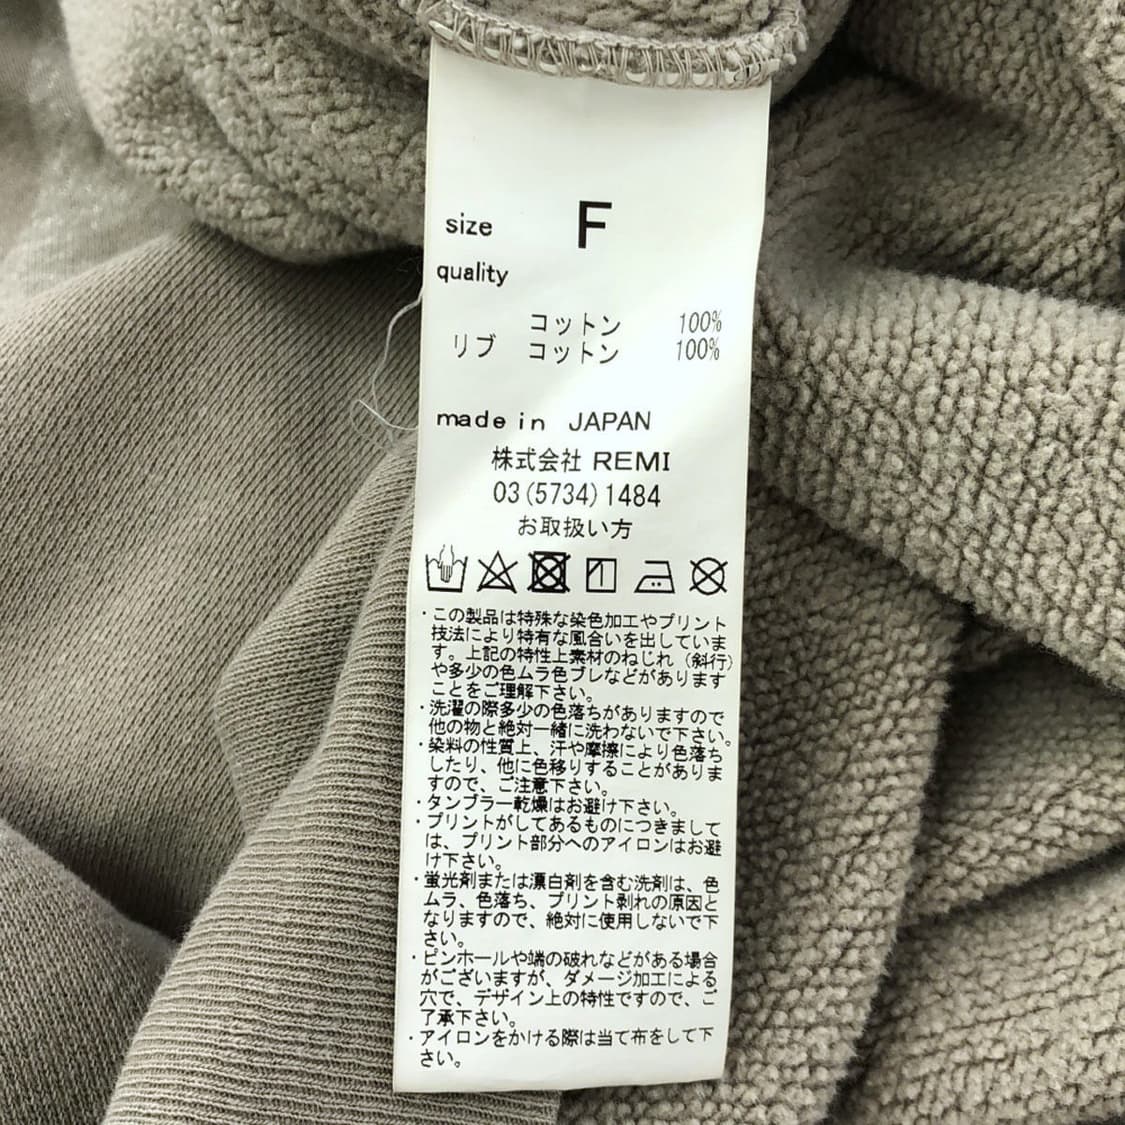 size F
quality
コットン 100%
リブ コットン 100%
made in JAPAN
株式会社 REMI
03(5734)1484
お取扱い方
・この製品は特殊な染色加工やプリント
技法により特有な風合いを出していま
す。上記の特性上素材のねじれ（斜行）
や多少の色ムラ色ブレなどがあります
ことをご理解下さい。
・洗濯の際多少の色落ちがありますので
他の物と絶対一緒に洗わないで下さい。
・染料の性質上、汗や摩擦により色落ち
したり、他に色移りすることがありま
すので、ご注意下さい。
・タンブラー乾燥はお避け下さい。
・プリントがしてあるものにつきまして
は、プリント部分へのアイロンはお避
け下さい。
・蛍光剤または漂白剤を含む洗剤は、色
ムラ、色落ち、プリント剥れの原因と
なりますので、絶対に使用しないで下
さい。
・ピンホールや端の破れなどがある場合
がございますが、ダメージ加工による
穴で、デザイン上の特性ですので、ご
了承下さい。
・アイロンをかける際は当て布をして下
さい。